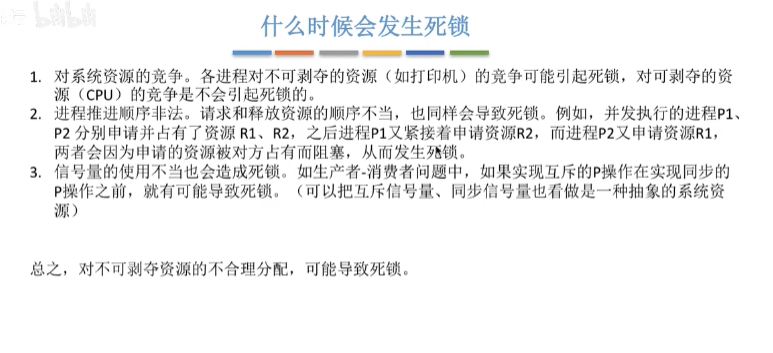 bilibili
什么时候会发生死锁
1. 对系统资源的竞争。各进程对不可剥夺的资源（如打印机）的竞争可能引起死锁，对可剥夺的资
源（CPU）的竞争是不会引起死锁的。
2. 进程推进顺序非法。请求和释放资源的顺序不当，也同样会导致死锁。例如，并发执行的进程P1、
P2 分别申请并占有了资源 R1、R2，之后进程P1又紧接着申请资源R2，而进程P2又申请资源R1，
两者会因为申请的资源被对方占有而阻塞，从而发生死锁。
3. 信号量的使用不当也会造成死锁。如生产者-消费者问题中，如果实现互斥的P操作在实现同步的
P操作之前，就有可能导致死锁。（可以把互斥信号量、同步信号量也看做是一种抽象的系统资
源）
总之，对不可剥夺资源的不合理分配，可能导致死锁。